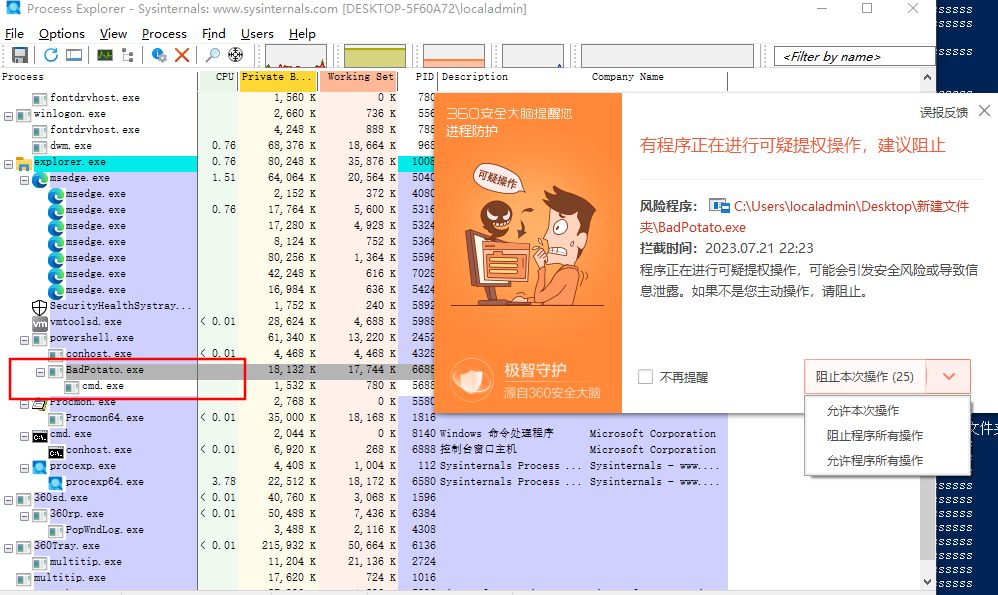 Process Explorer - Sysinternals: www.sysinternals.com [DESKTOP-5F60A72\localadmin]
File Options View Process Find Users Help
<Filter by name>
Process CPU Private B... Working Set PID Description Company Name
fontdrvhost.exe 1,560 K 0 K 780
winlogon.exe 2,660 K 736 K 556
fontdrvhost.exe 4,248 K 888 K 788
dwm.exe 0.76 68,376 K 18,664 K 968
explorer.exe 0.76 80,248 K 35,876 K 1008
msedge.exe 1.51 64,064 K 20,564 K 5040
msedge.exe 2,152 K 372 K 4080
msedge.exe 0.76 17,764 K 5,600 K 5316
msedge.exe 17,280 K 4,928 K 5324
msedge.exe 8,124 K 752 K 5364
msedge.exe 80,256 K 1,364 K 5596
msedge.exe 42,248 K 616 K 7028
msedge.exe 16,984 K 636 K 5424
SecurityHealthSystray... 1,752 K 240 K 5892
vmtoolsd.exe < 0.01 28,624 K 4,688 K 5988
powershell.exe 61,340 K 13,220 K 2452
conhost.exe < 0.01 4,468 K 4,468 K 4328
BadPotato.exe 18,132 K 17,744 K 6688
cmd.exe 1,532 K 780 K 5688
Procmon.exe 2,768 K 0 K 5580
Procmon64.exe < 0.01 35,000 K 18,168 K 1816
cmd.exe 2,044 K 0 K 8140 Windows 命令处理程序 Microsoft Corporation
conhost.exe < 0.01 6,920 K 268 K 6888 控制台窗口主机 Microsoft Corporation
procexp.exe 4,408 K 1,004 K 112 Sysinternals Process ... Sysinternals - www....
procexp64.exe 3.78 22,512 K 18,172 K 6580 Sysinternals Process ... Sysinternals - www....
360sd.exe < 0.01 40,760 K 3,068 K 1596
360rp.exe < 0.01 50,488 K 7,436 K 6384
PopWndLog.exe 3,488 K 2,116 K 4308
360Tray.exe < 0.01 215,932 K 50,664 K 6136
multitip.exe 11,204 K 21,136 K 2724
multitip.exe 17,620 K 724 K 1016
360安全大脑提醒您
进程防护
可疑操作
极智守护
源自360安全大脑
误报反馈
有程序正在进行可疑提权操作，建议阻止
风险程序： C:\Users\localadmin\Desktop\新建文件
夹\BadPotato.exe
拦截时间： 2023.07.21 22:23
程序正在进行可疑提权操作，可能会引发安全风险或导致信
息泄露。如果不是您主动操作，请阻止。
不再提醒
阻止本次操作 (25)
允许本次操作
阻止程序所有操作
允许程序所有操作
文件夹
sssss
sssss
sssss
sssss
sssss
sssss
sssss
sssss
sssss
sssss
sssss